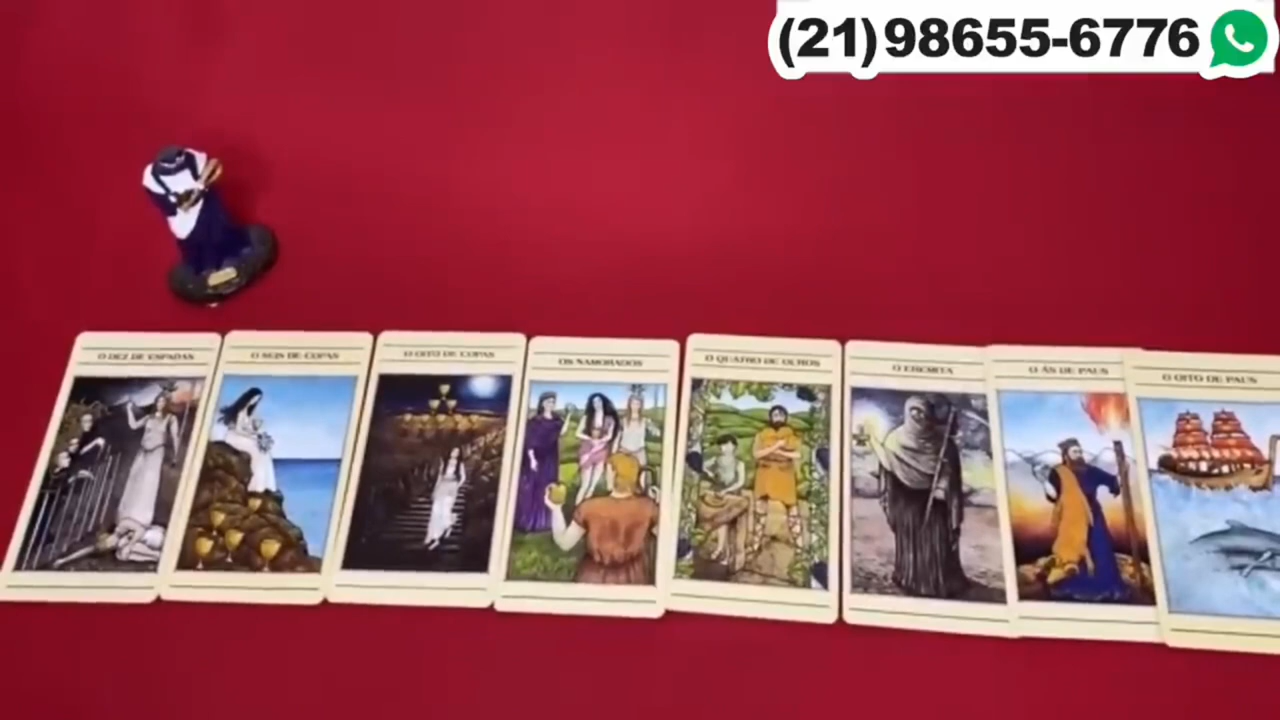 (21)98655-6776
O DEZ DE ESPADAS
O SEIS DE COPAS
O OITO DE COPAS
OS NAMORADOS
O QUATRO DE OUROS
O EREMITA
O ÁS DE PAUS
O OITO DE PAUS